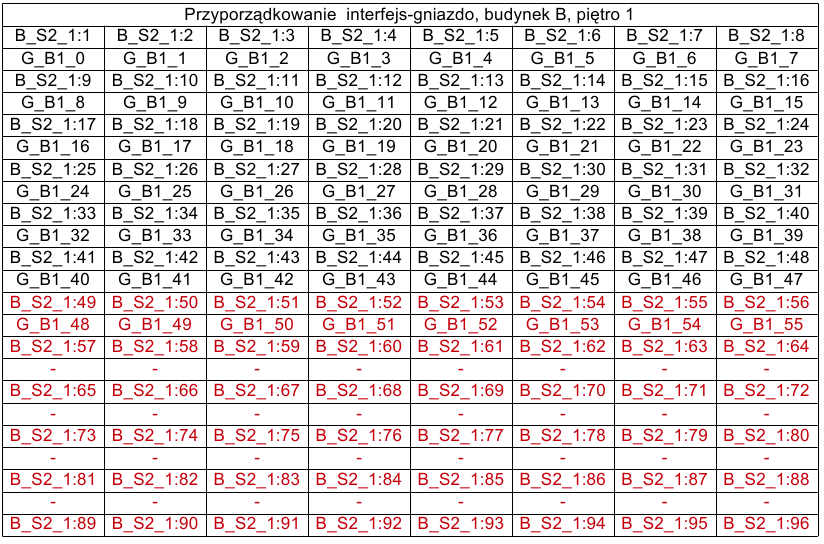 Przyporządkowanie interfejs-gniazdo, budynek B, piętro 1
B_S2_1:1 B_S2_1:2 B_S2_1:3 B_S2_1:4 B_S2_1:5 B_S2_1:6 B_S2_1:7 B_S2_1:8
G_B1_0 G_B1_1 G_B1_2 G_B1_3 G_B1_4 G_B1_5 G_B1_6 G_B1_7
B_S2_1:9 B_S2_1:10 B_S2_1:11 B_S2_1:12 B_S2_1:13 B_S2_1:14 B_S2_1:15 B_S2_1:16
G_B1_8 G_B1_9 G_B1_10 G_B1_11 G_B1_12 G_B1_13 G_B1_14 G_B1_15
B_S2_1:17 B_S2_1:18 B_S2_1:19 B_S2_1:20 B_S2_1:21 B_S2_1:22 B_S2_1:23 B_S2_1:24
G_B1_16 G_B1_17 G_B1_18 G_B1_19 G_B1_20 G_B1_21 G_B1_22 G_B1_23
B_S2_1:25 B_S2_1:26 B_S2_1:27 B_S2_1:28 B_S2_1:29 B_S2_1:30 B_S2_1:31 B_S2_1:32
G_B1_24 G_B1_25 G_B1_26 G_B1_27 G_B1_28 G_B1_29 G_B1_30 G_B1_31
B_S2_1:33 B_S2_1:34 B_S2_1:35 B_S2_1:36 B_S2_1:37 B_S2_1:38 B_S2_1:39 B_S2_1:40
G_B1_32 G_B1_33 G_B1_34 G_B1_35 G_B1_36 G_B1_37 G_B1_38 G_B1_39
B_S2_1:41 B_S2_1:42 B_S2_1:43 B_S2_1:44 B_S2_1:45 B_S2_1:46 B_S2_1:47 B_S2_1:48
G_B1_40 G_B1_41 G_B1_42 G_B1_43 G_B1_44 G_B1_45 G_B1_46 G_B1_47
B_S2_1:49 B_S2_1:50 B_S2_1:51 B_S2_1:52 B_S2_1:53 B_S2_1:54 B_S2_1:55 B_S2_1:56
G_B1_48 G_B1_49 G_B1_50 G_B1_51 G_B1_52 G_B1_53 G_B1_54 G_B1_55
B_S2_1:57 B_S2_1:58 B_S2_1:59 B_S2_1:60 B_S2_1:61 B_S2_1:62 B_S2_1:63 B_S2_1:64
- - - - - - - -
B_S2_1:65 B_S2_1:66 B_S2_1:67 B_S2_1:68 B_S2_1:69 B_S2_1:70 B_S2_1:71 B_S2_1:72
- - - - - - - -
B_S2_1:73 B_S2_1:74 B_S2_1:75 B_S2_1:76 B_S2_1:77 B_S2_1:78 B_S2_1:79 B_S2_1:80
- - - - - - - -
B_S2_1:81 B_S2_1:82 B_S2_1:83 B_S2_1:84 B_S2_1:85 B_S2_1:86 B_S2_1:87 B_S2_1:88
- - - - - - - -
B_S2_1:89 B_S2_1:90 B_S2_1:91 B_S2_1:92 B_S2_1:93 B_S2_1:94 B_S2_1:95 B_S2_1:96